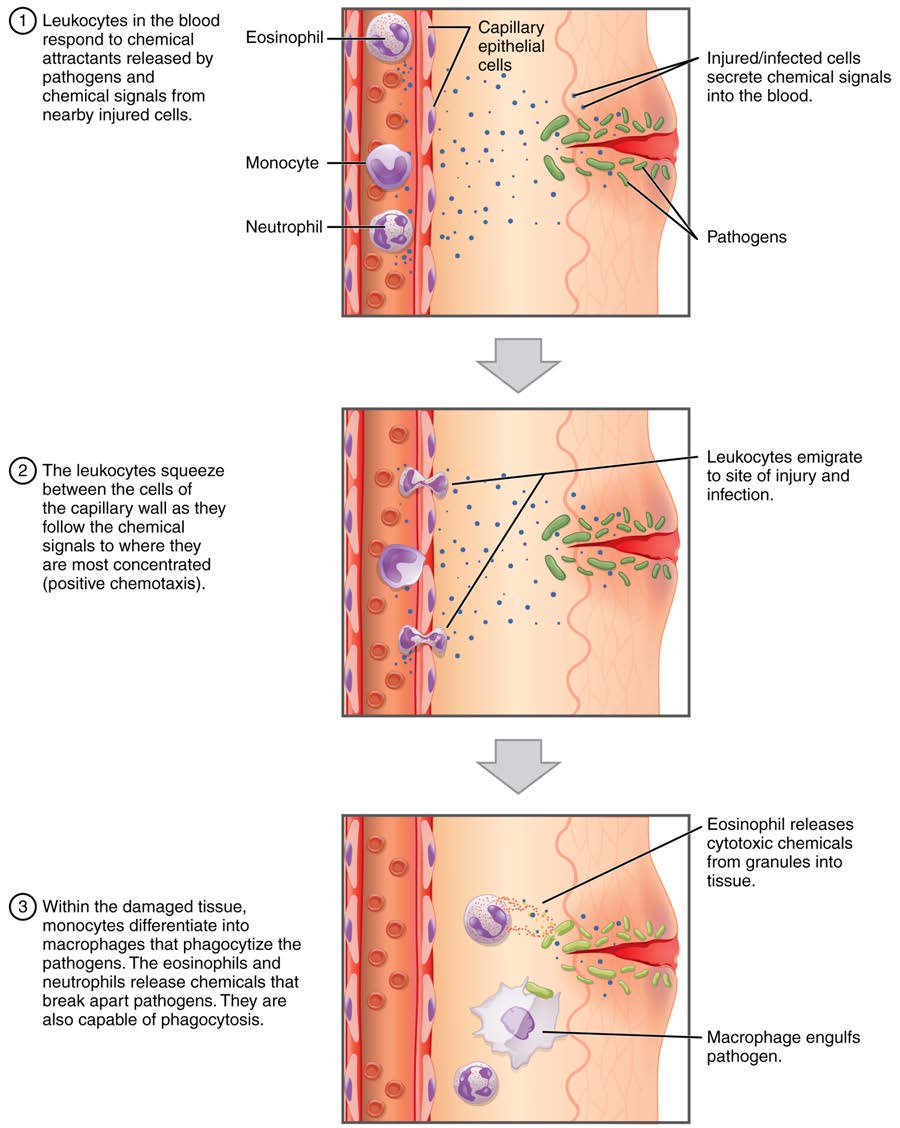 1 Leukocytes in the blood
respond to chemical
attractants released by
pathogens and
chemical signals from
nearby injured cells.
Eosinophil
Monocyte
Neutrophil
Capillary
epithelial
cells
Injured/infected cells
secrete chemical signals
into the blood.
Pathogens
2 The leukocytes squeeze
between the cells of
the capillary wall as they
follow the chemical
signals to where they
are most concentrated
(positive chemotaxis).
Leukocytes emigrate
to site of injury and
infection.
3 Within the damaged tissue,
monocytes differentiate into
macrophages that phagocytize the
pathogens. The eosinophils and
neutrophils release chemicals that
break apart pathogens. They are
also capable of phagocytosis.
Eosinophil releases
cytotoxic chemicals
from granules into
tissue.
Macrophage engulfs
pathogen.